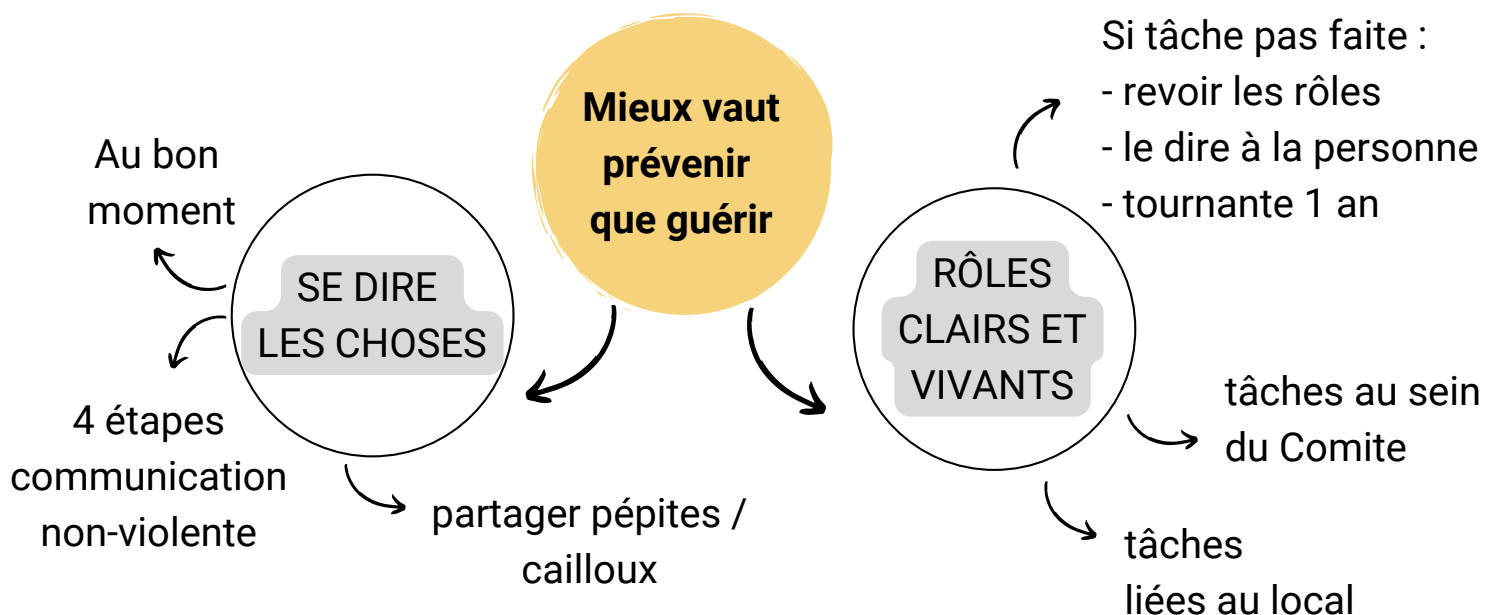 Mieux vaut
prévenir
que guérir
SE DIRE
LES CHOSES
Au bon
moment
4 étapes
communication
non-violente
partager pépites /
cailloux
RÔLES
CLAIRS ET
VIVANTS
Si tâche pas faite :
- revoir les rôles
- le dire à la personne
- tournante 1 an
tâches au sein
du Comite
tâches
liées au local